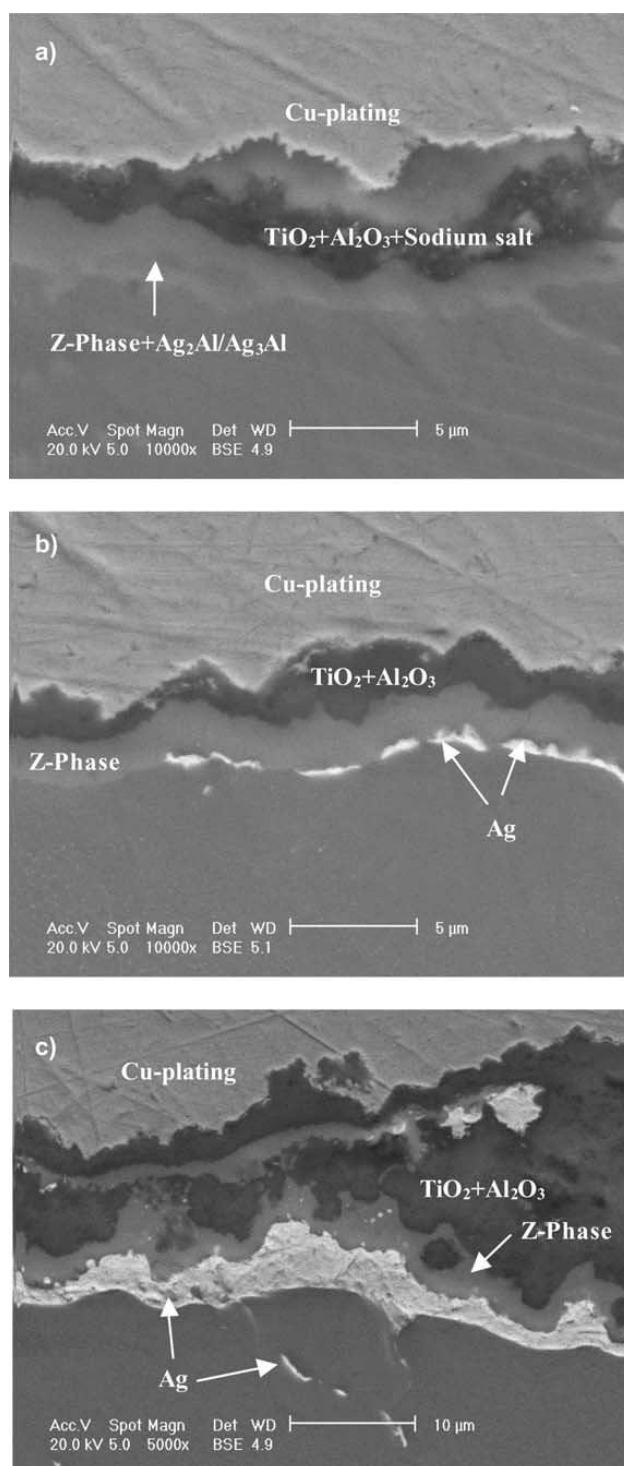 a)
Cu-plating
TiO₂+Al₂O₃+Sodium salt
Z-Phase+Ag₂Al/Ag₃Al
Acc.V Spot Magn Det WD
20.0 kV 5.0 10000x BSE 4.9
5 µm
b)
Cu-plating
TiO₂+Al₂O₃
Z-Phase
Ag
Acc.V Spot Magn Det WD
20.0 kV 5.0 10000x BSE 5.1
5 µm
c)
Cu-plating
TiO₂+Al₂O₃
Z-Phase
Ag
Acc.V Spot Magn Det WD
20.0 kV 5.0 5000x BSE 4.9
10 µm